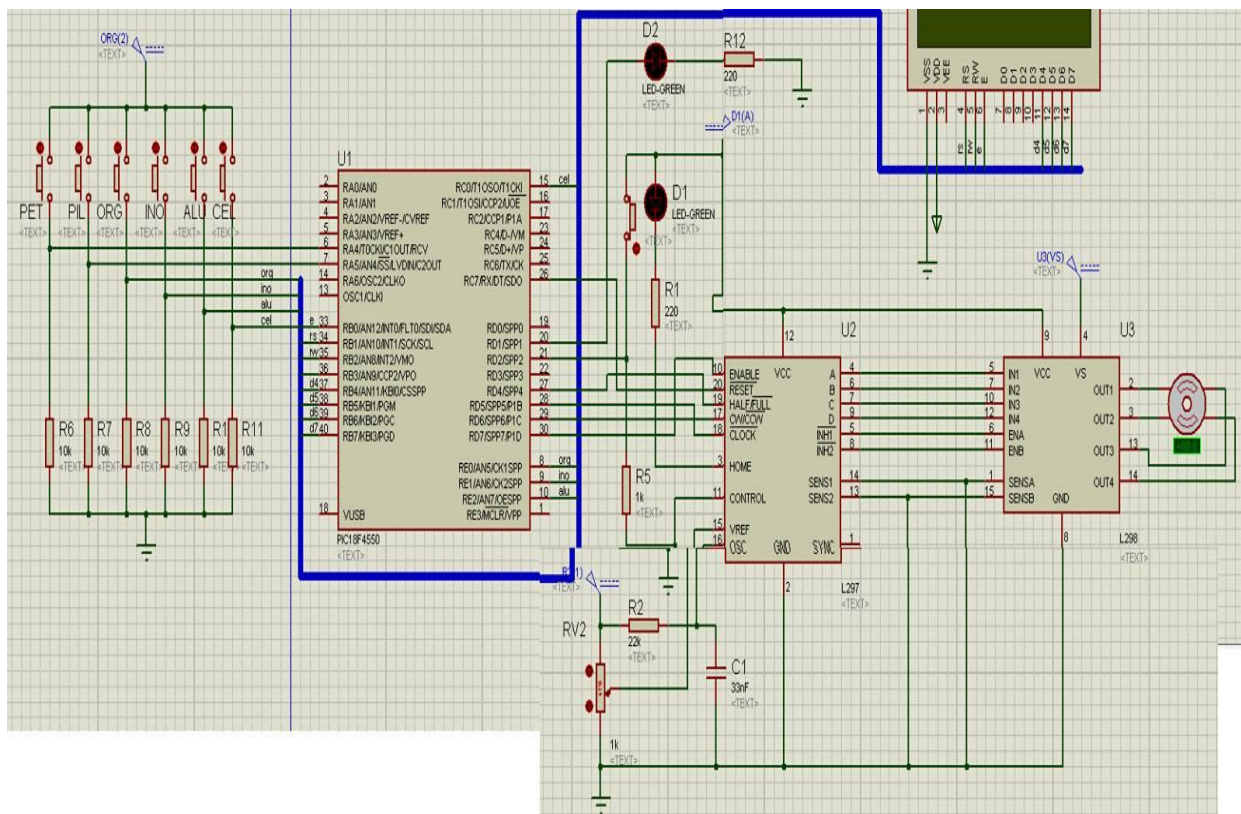 ORG(2)
<TEXT>
PET
<TEXT>
PIL
<TEXT>
ORG
<TEXT>
INO
<TEXT>
ALU
<TEXT>
CEL
<TEXT>
org
ino
alu
cel
R6
10k
<TEXT>
R7
10k
<TEXT>
R8
10k
<TEXT>
R9
10k
<TEXT>
R1
10k
<TEXT>
R11
10k
<TEXT>
U1
2 RA0/AN0
3 RA1/AN1
4 RA2/AN2/VREF-/CVREF
5 RA3/AN3/VREF+
6 RA4/T0CKI/C1OUT/RCV
7 RA5/AN4/SS/LVDIN/C2OUT
14 RA6/OSC2/CLKO
13 OSC1/CLKI
e 33 RB0/AN12/INT0/FLT0/SDI/SDA
rs 34 RB1/AN10/INT1/SCK/SCL
rw 35 RB2/AN8/INT2/VMO
36 RB3/AN9/CCP2/VPO
d4 37 RB4/AN11/KBI0/CSSPP
d5 38 RB5/KBI1/PGM
d6 39 RB6/KBI2/PGC
d7 40 RB7/KBI3/PGD
18 VUSB
RC0/T1OSO/T1CKI 15 cel
RC1/T1OSI/CCP2/UOE 16
RC2/CCP1/P1A 17
RC4/D-/VM 23
RC5/D+/VP 24
RC6/TX/CK 25
RC7/RX/DT/SDO 26
RD0/SPP0 19
RD1/SPP1 20
RD2/SPP2 21
RD3/SPP3 22
RD4/SPP4 27
RD5/SPP5/P1B 28
RD6/SPP6/P1C 29
RD7/SPP7/P1D 30
RE0/AN5/CK1SPP 8 org
RE1/AN6/CK2SPP 9 ino
RE2/AN7/OESPP 10 alu
RE3/MCLR/VPP 1
PIC18F4550
<TEXT>
D2
LED-GREEN
<TEXT>
R12
220
<TEXT>
D1(A)
<TEXT>
D1
LED-GREEN
<TEXT>
R1
220
<TEXT>
R5
1k
<TEXT>
VSS VDD VEE RS RW E D0 D1 D2 D3 D4 D5 D6 D7
1 2 3 4 5 6 7 8 9 10 11 12 13 14
rs rw e d4 d5 d6 d7
U2
12
VCC
10 ENABLE
20 RESET
19 HALF/FULL
17 CW/CCW
18 CLOCK
3 HOME
11 CONTROL
15 VREF
16 OSC
A 4
B 6
C 7
D 9
INH1 5
INH2 8
SENS1 14
SENS2 13
GND
2
SYNC 1
L297
<TEXT>
U3(VS)
<TEXT>
U3
9
4
VCC
VS
5 IN1
7 IN2
10 IN3
12 IN4
6 ENA
11 ENB
1 SENSA
15 SENSB
OUT1 2
OUT2 3
OUT3 13
OUT4 14
GND
8
L298
<TEXT>
<TEXT>
R2
22k
<TEXT>
RV2
1k
<TEXT>
C1
33nF
<TEXT>